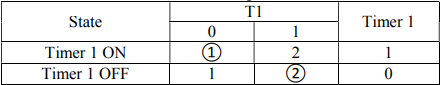 State T1 Timer 1
0 1
Timer 1 ON ① 2 1
Timer 1 OFF 1 ② 0